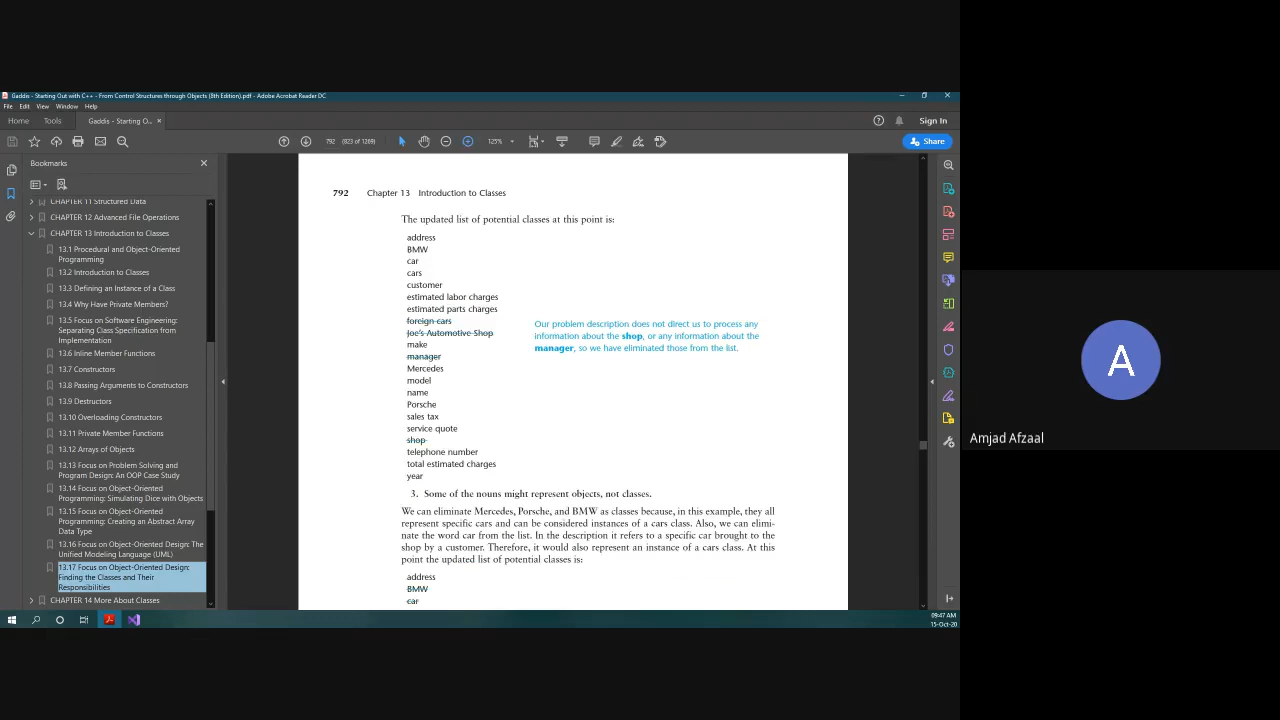 Gaddis - Starting Out with C++ - From Control Structures through Objects (8th Edition).pdf - Adobe Acrobat Reader DC
File Edit View Window Help
Home Tools Gaddis - Starting C... × Sign In
792 (823 of 1269) 125% Share
Bookmarks
CHAPTER 11 Structured Data
CHAPTER 12 Advanced File Operations
CHAPTER 13 Introduction to Classes
13.1 Procedural and Object-Oriented
Programming
13.2 Introduction to Classes
13.3 Defining an Instance of a Class
13.4 Why Have Private Members?
13.5 Focus on Software Engineering:
Separating Class Specification from
Implementation
13.6 Inline Member Functions
13.7 Constructors
13.8 Passing Arguments to Constructors
13.9 Destructors
13.10 Overloading Constructors
13.11 Private Member Functions
13.12 Arrays of Objects
13.13 Focus on Problem Solving and
Program Design: An OOP Case Study
13.14 Focus on Object-Oriented
Programming: Simulating Dice with Objects
13.15 Focus on Object-Oriented
Programming: Creating an Abstract Array
Data Type
13.16 Focus on Object-Oriented Design: The
Unified Modeling Language (UML)
13.17 Focus on Object-Oriented Design:
Finding the Classes and Their
Responsibilities
CHAPTER 14 More About Classes
792 Chapter 13 Introduction to Classes
The updated list of potential classes at this point is:
address
BMW
car
cars
customer
estimated labor charges
estimated parts charges
foreign cars
Joe's Automotive Shop
make
manager
Mercedes
model
name
Porsche
sales tax
service quote
shop
telephone number
total estimated charges
year
Our problem description does not direct us to process any
information about the shop, or any information about the
manager, so we have eliminated those from the list.
3. Some of the nouns might represent objects, not classes.
We can eliminate Mercedes, Porsche, and BMW as classes because, in this example, they all
represent specific cars and can be considered instances of a cars class. Also, we can elimi-
nate the word car from the list. In the description it refers to a specific car brought to the
shop by a customer. Therefore, it would also represent an instance of a cars class. At this
point the updated list of potential classes is:
address
BMW
car
09:47 AM
15-Oct-20
A
Amjad Afzaal